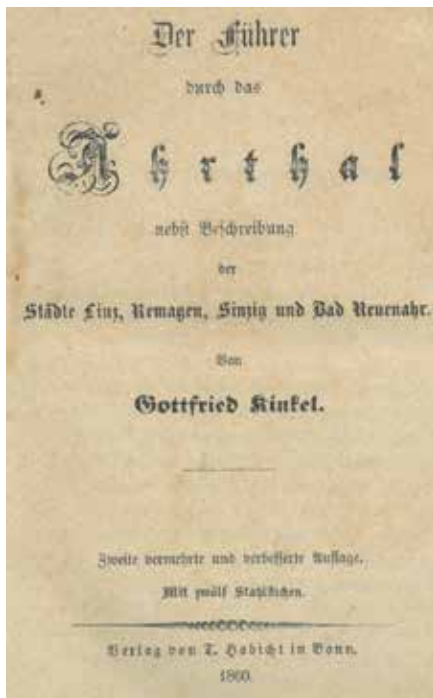 Der Führer
durch das
Ahrthal
nebst Beschreibung
der
Städte Linz, Remagen, Sinzig und Bad Neuenahr.
Von
Gottfried Kinkel.
Zweite vermehrte und verbesserte Auflage.
Mit zwölf Stahlstichen.
Verlag von T. Habicht in Bonn.
1860.